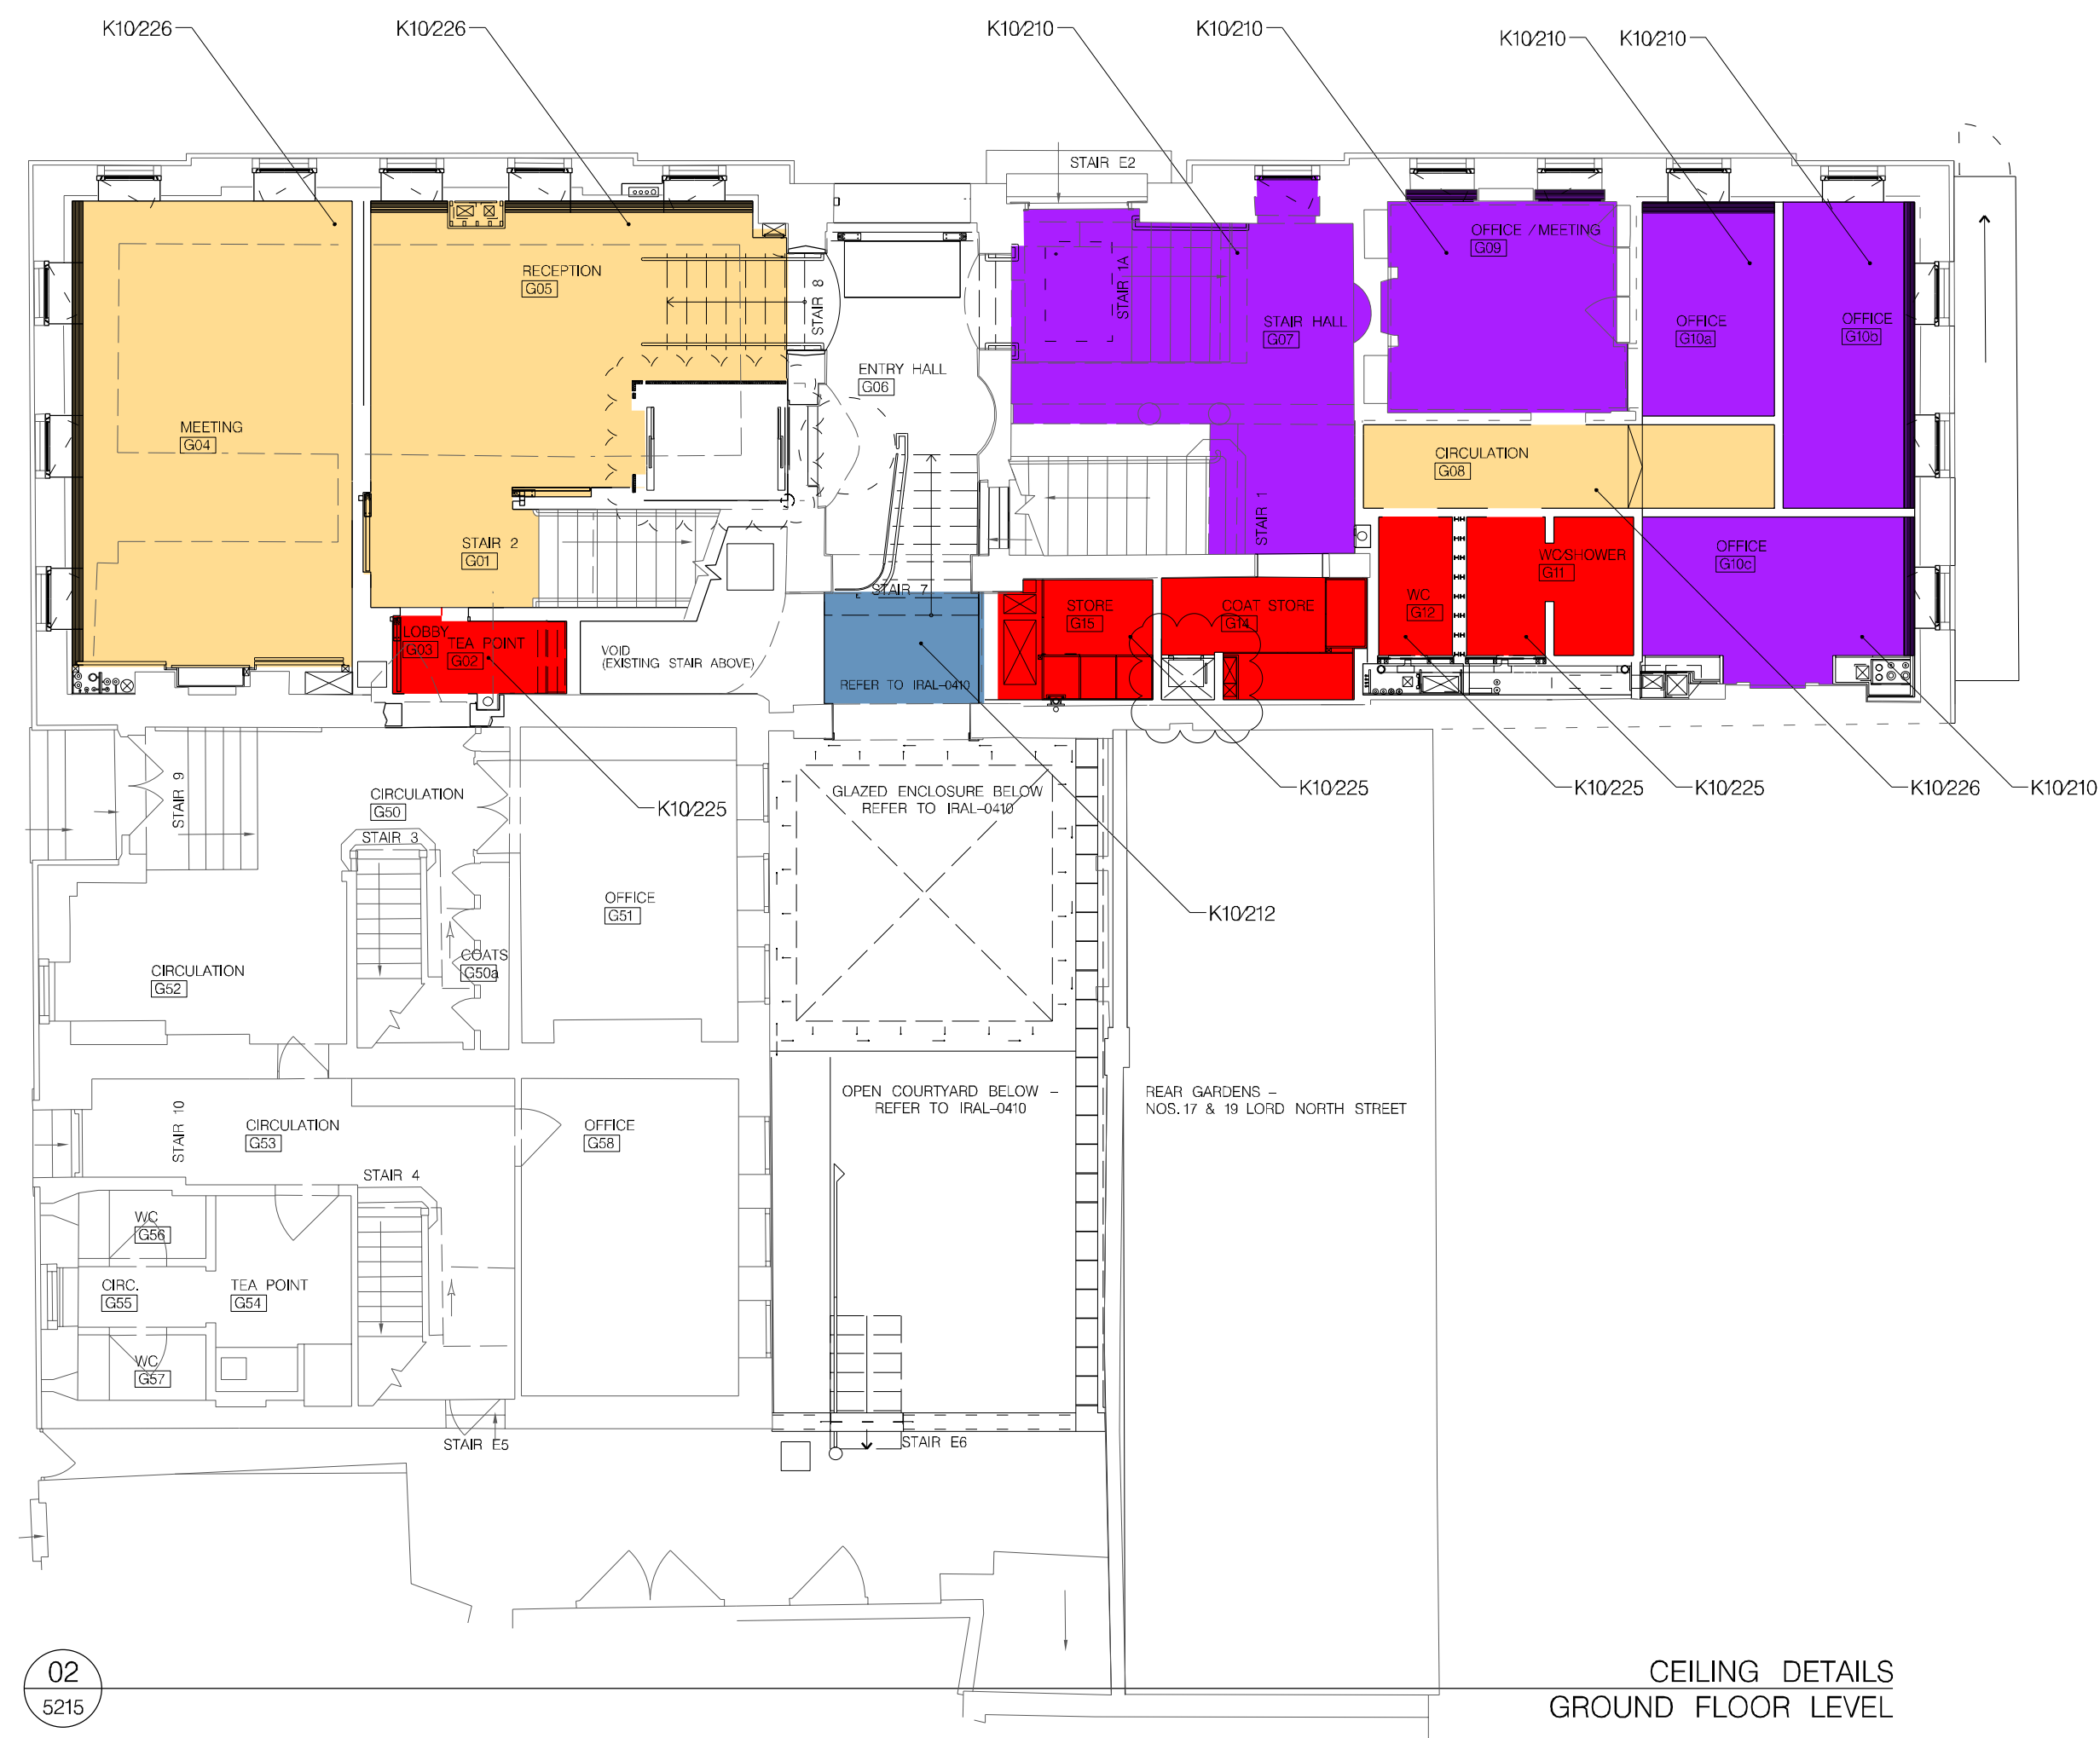 K10/226
K10/226
K10/210
K10/210
K10/210
K10/210
STAIR E2
RECEPTION
G05
STAIR 8
STAIR 1A
OFFICE / MEETING
G09
STAIR HALL
G07
OFFICE
G10a
OFFICE
G10b
ENTRY HALL
G06
MEETING
G04
CIRCULATION
G08
STAIR 1
STAIR 2
G01
WC/SHOWER
G11
OFFICE
G10c
STAIR 7
WC
G12
STORE
G15
COAT STORE
G14
LOBBY
G03
TEA POINT
G02
VOID
(EXISTING STAIR ABOVE)
REFER TO IRAL-0410
STAIR 9
CIRCULATION
G50
K10/225
GLAZED ENCLOSURE BELOW
REFER TO IRAL-0410
K10/225
K10/225
K10/225
K10/226
K10/210
STAIR 3
OFFICE
G51
K10/212
COATS
G50a
CIRCULATION
G52
OPEN COURTYARD BELOW -
REFER TO IRAL-0410
REAR GARDENS -
NOS. 17 & 19 LORD NORTH STREET
STAIR 10
CIRCULATION
G53
OFFICE
G58
STAIR 4
WC
G56
CIRC.
G55
TEA POINT
G54
WC
G57
STAIR E5
STAIR E6
02
5215
CEILING DETAILS
GROUND FLOOR LEVEL